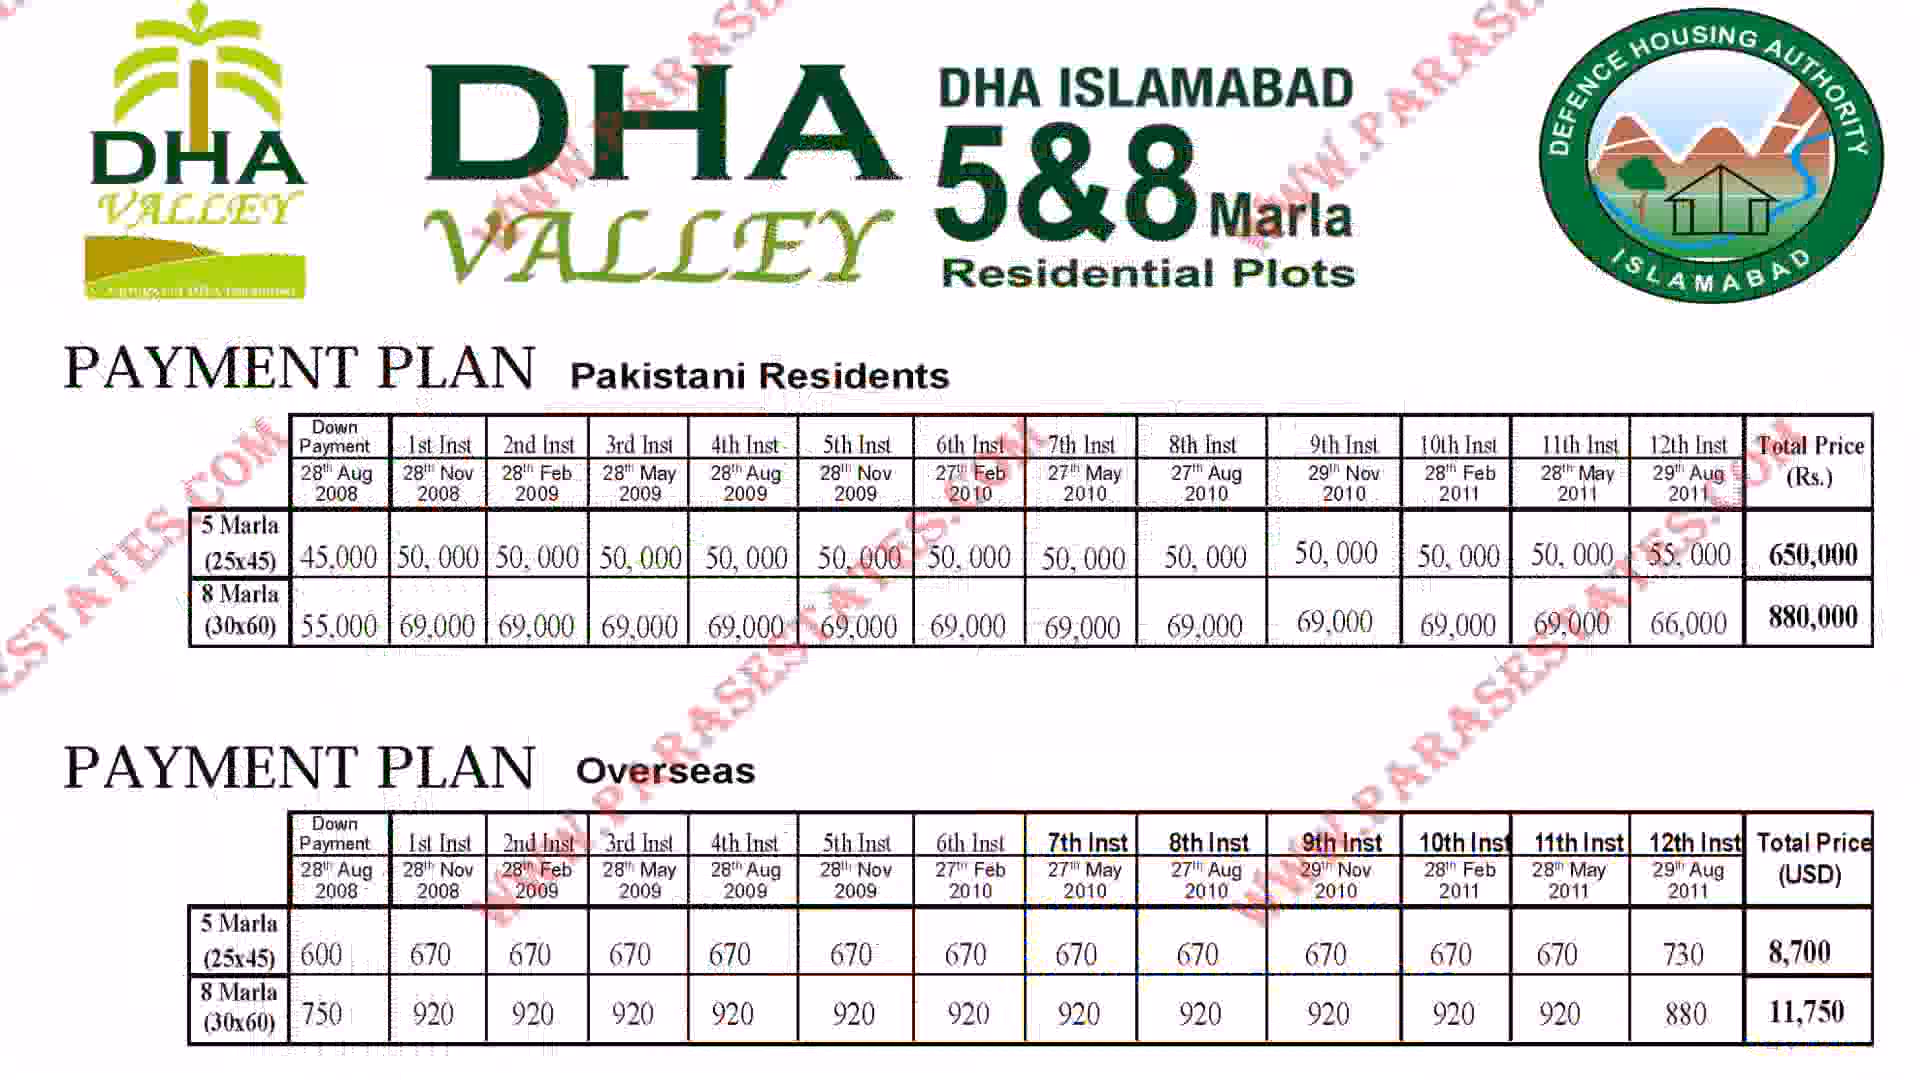 DHA
VALLEY
DHA
VALLEY
DHA ISLAMABAD
5&8 Marla
Residential Plots
DEFENCE HOUSING AUTHORITY
ISLAMABAD
PAYMENT PLAN Pakistani Residents
Down Payment 1st Inst 2nd Inst 3rd Inst 4th Inst 5th Inst 6th Inst 7th Inst 8th Inst 9th Inst 10th Inst 11th Inst 12th Inst Total Price (Rs.)
28th Aug 2008 28th Nov 2008 28th Feb 2009 28th May 2009 28th Aug 2009 28th Nov 2009 27th Feb 2010 27th May 2010 27th Aug 2010 29th Nov 2010 28th Feb 2011 28th May 2011 29th Aug 2011
5 Marla (25x45) 45,000 50, 000 50, 000 50, 000 50, 000 50, 000 50, 000 50, 000 50, 000 50, 000 50, 000 50, 000 55, 000 650,000
8 Marla (30x60) 55,000 69,000 69,000 69,000 69,000 69,000 69,000 69,000 69,000 69,000 69,000 69,000 66,000 880,000
PAYMENT PLAN Overseas
Down Payment 1st Inst 2nd Inst 3rd Inst 4th Inst 5th Inst 6th Inst 7th Inst 8th Inst 9th Inst 10th Inst 11th Inst 12th Inst Total Price (USD)
28th Aug 2008 28th Nov 2008 28th Feb 2009 28th May 2009 28th Aug 2009 28th Nov 2009 27th Feb 2010 27th May 2010 27th Aug 2010 29th Nov 2010 28th Feb 2011 28th May 2011 29th Aug 2011
5 Marla (25x45) 600 670 670 670 670 670 670 670 670 670 670 670 730 8,700
8 Marla (30x60) 750 920 920 920 920 920 920 920 920 920 920 920 880 11,750
WWW.PARASESTATES.COM
WWW.PARASESTATES.COM